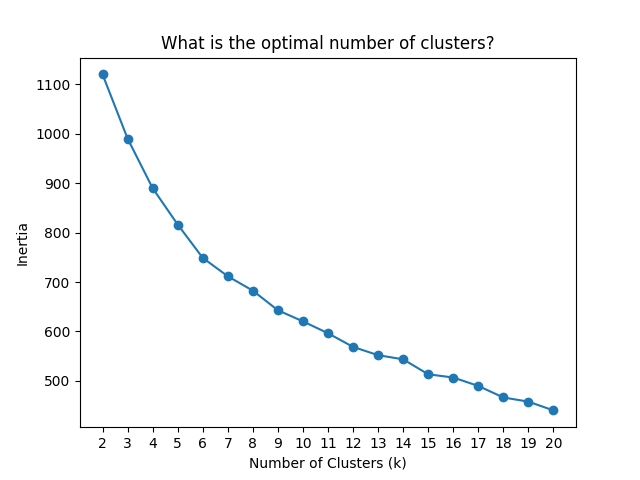 What is the optimal number of clusters?
1100
1000
900
800
700
600
500
Inertia
2 3 4 5 6 7 8 9 10 11 12 13 14 15 16 17 18 19 20
Number of Clusters (k)